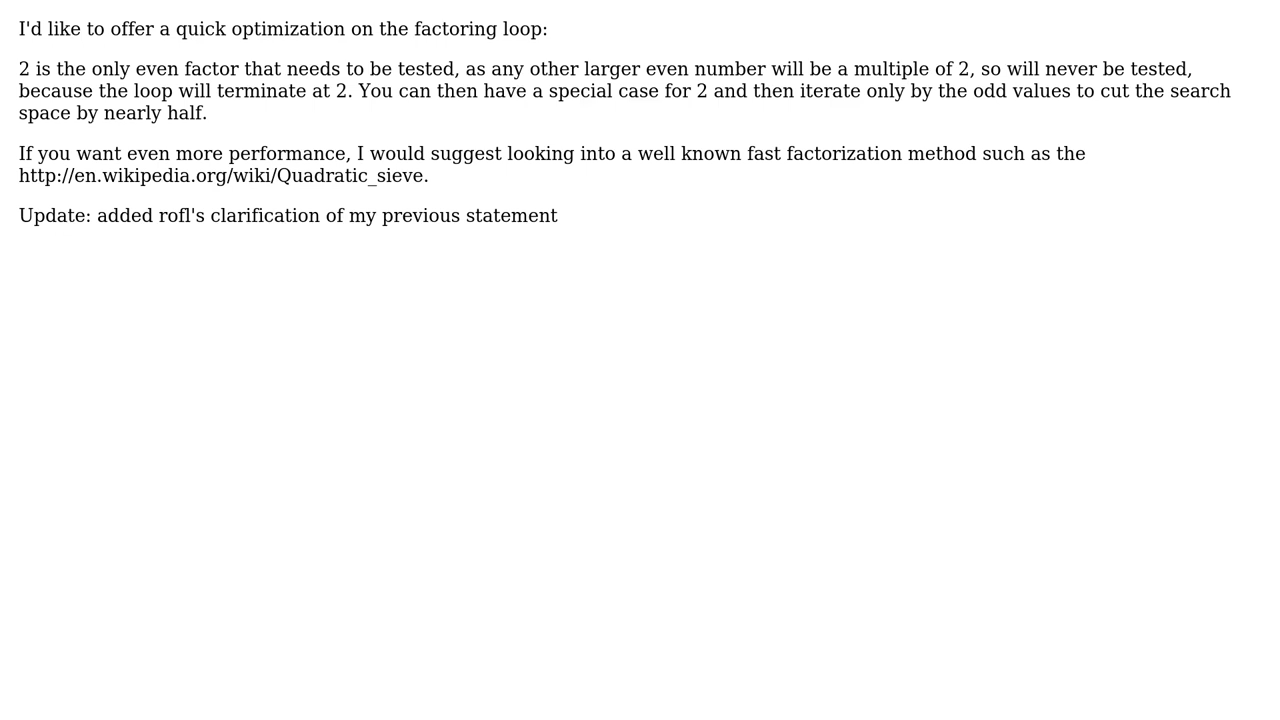 I'd like to offer a quick optimization on the factoring loop:
2 is the only even factor that needs to be tested, as any other larger even number will be a multiple of 2, so will never be tested,
because the loop will terminate at 2. You can then have a special case for 2 and then iterate only by the odd values to cut the search
space by nearly half.
If you want even more performance, I would suggest looking into a well known fast factorization method such as the
http://en.wikipedia.org/wiki/Quadratic_sieve.
Update: added rofl's clarification of my previous statement